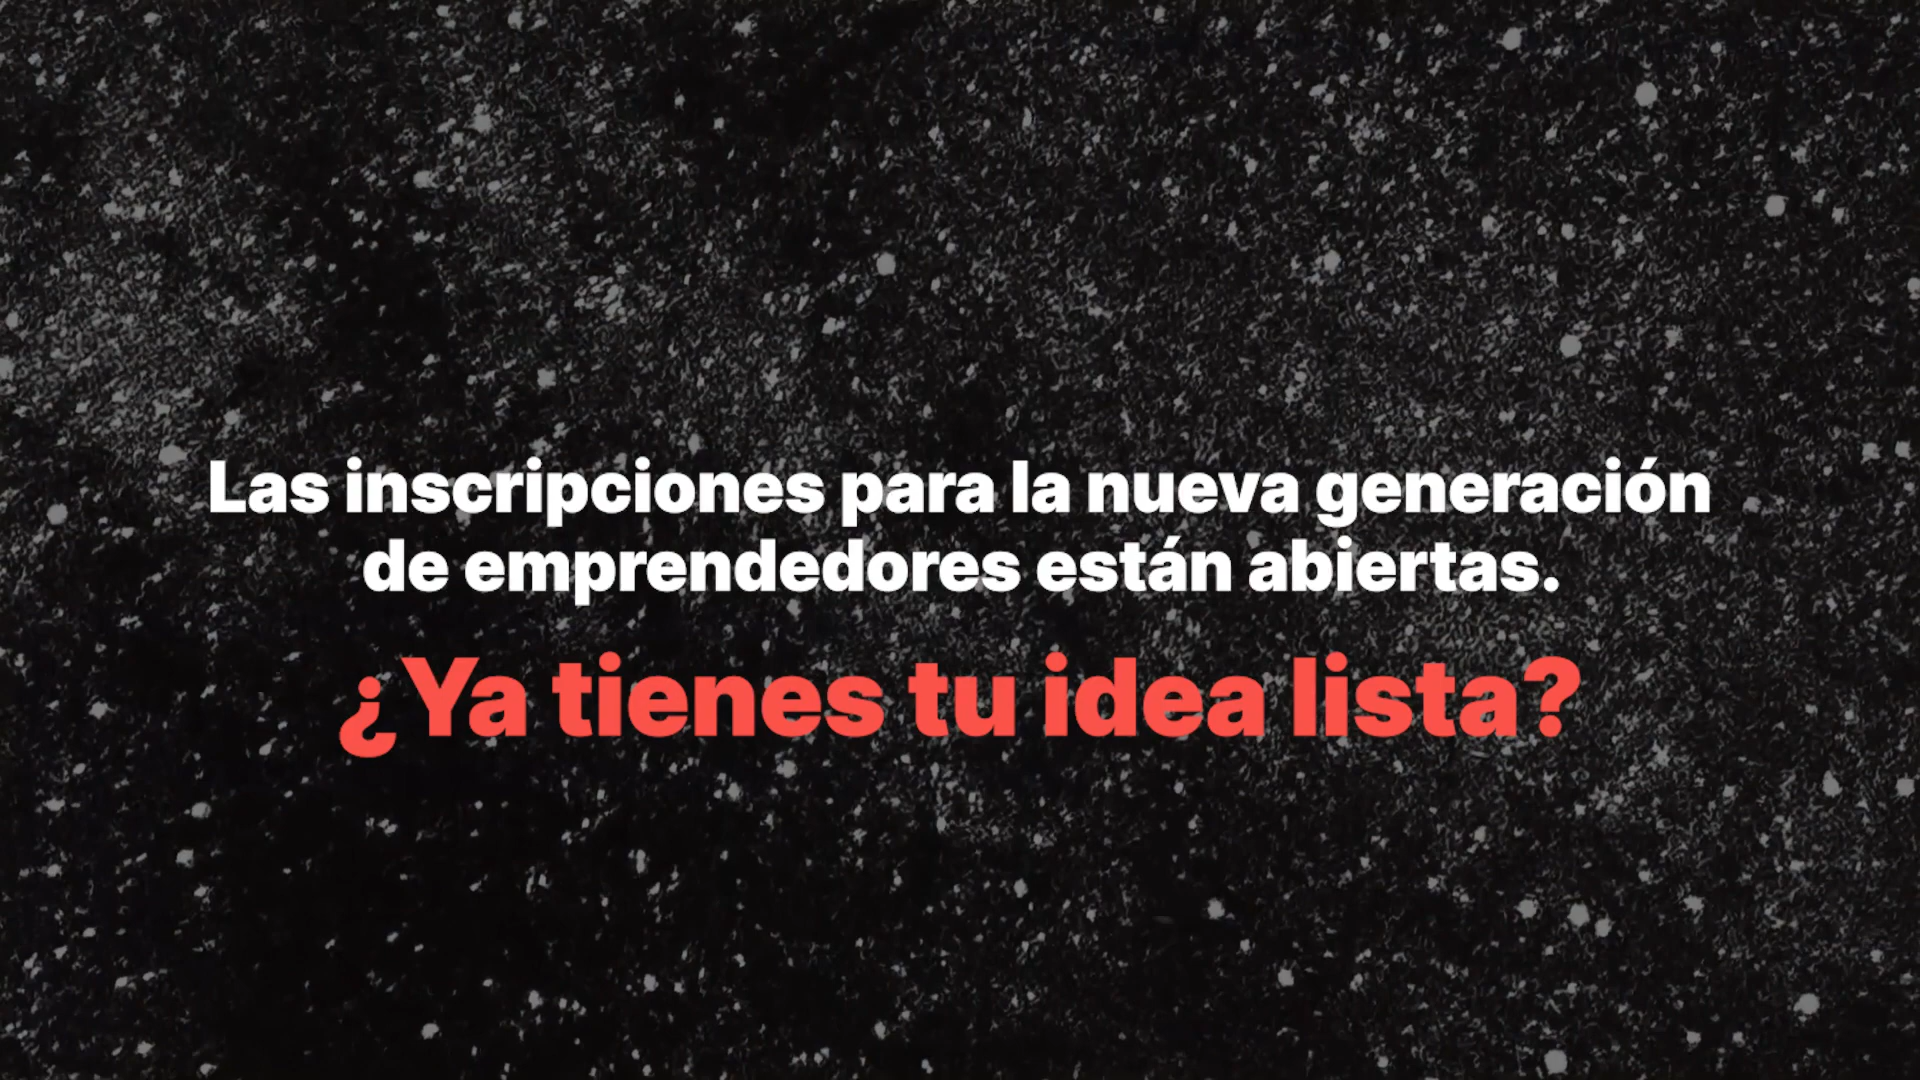 Las inscripciones para la nueva generación
de emprendedores están abiertas.
¿Ya tienes tu idea lista?